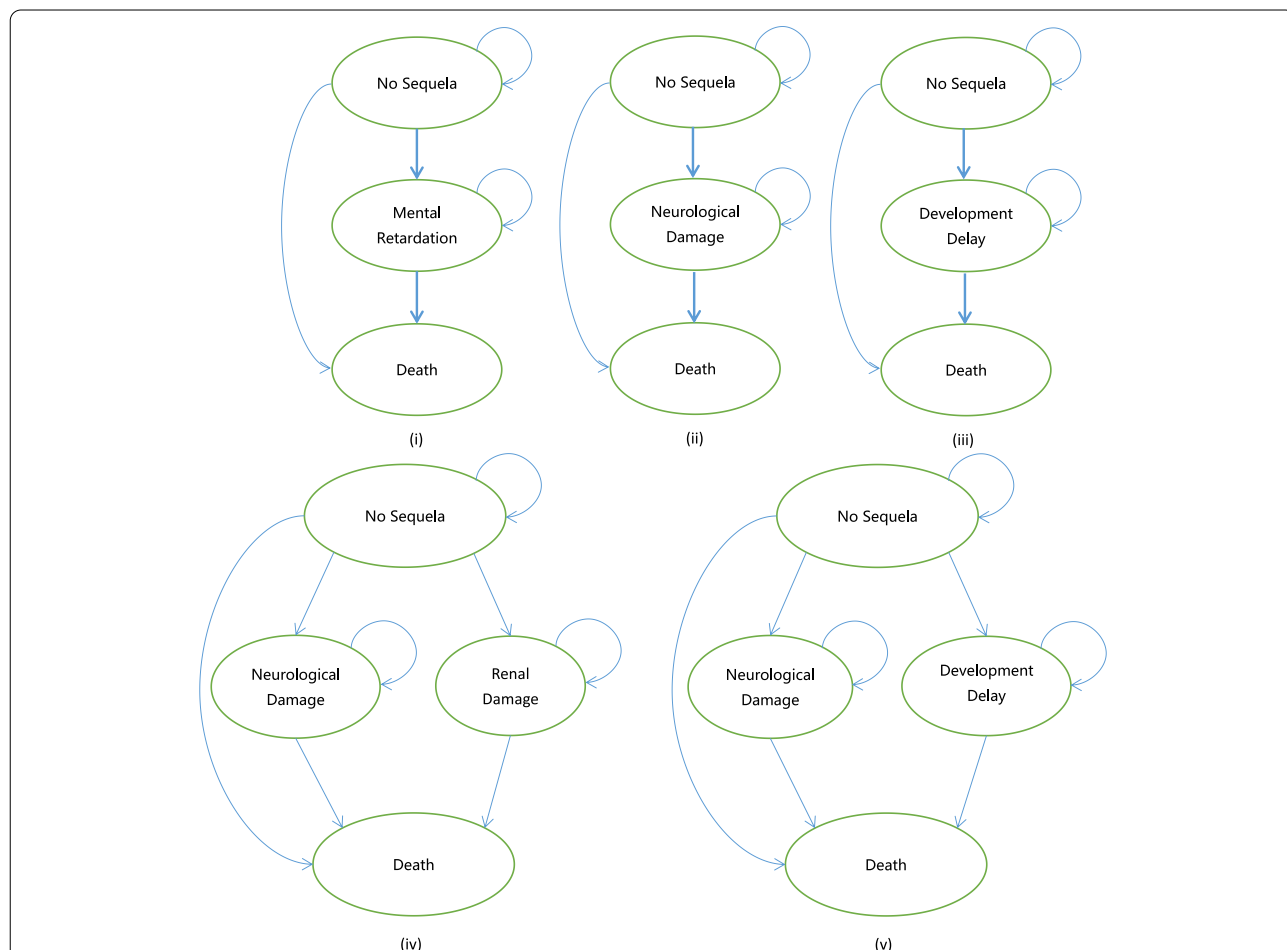 No Sequela
Mental
Retardation
Death
(i)
No Sequela
Neurological
Damage
Death
(ii)
No Sequela
Development
Delay
Death
(iii)
No Sequela
Neurological
Damage
Renal
Damage
Death
(iv)
No Sequela
Neurological
Damage
Development
Delay
Death
(v)